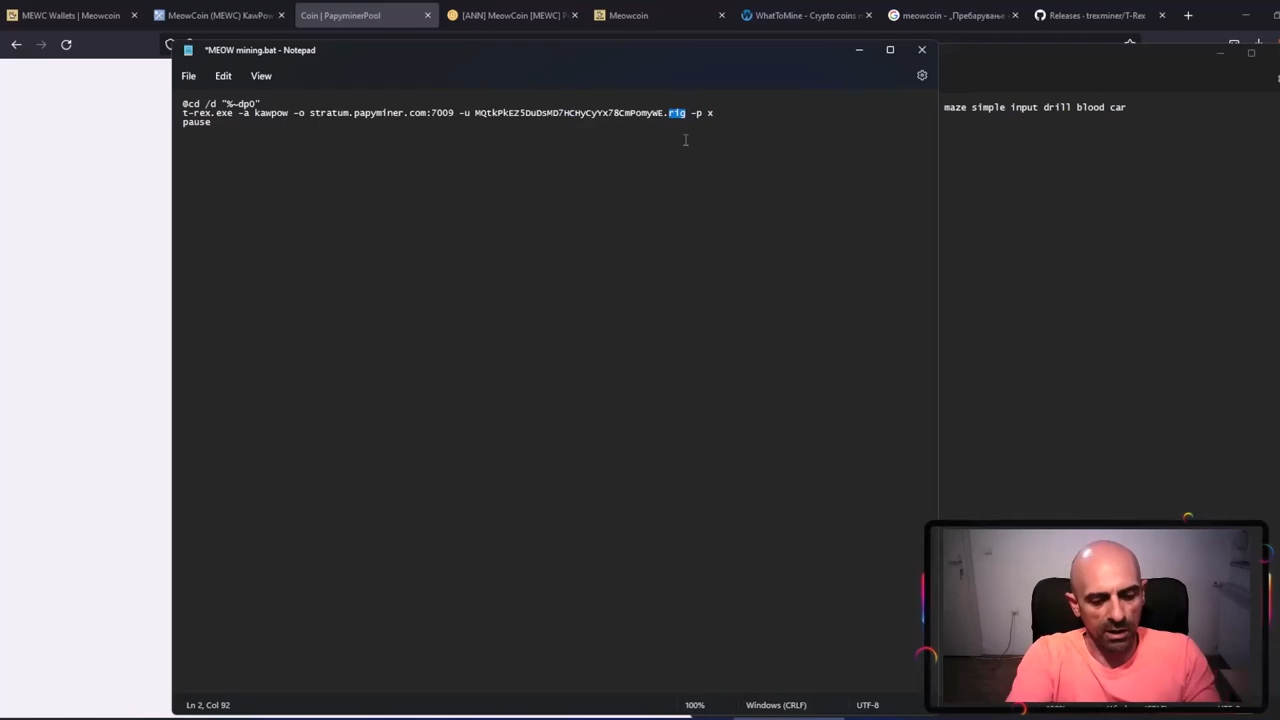 MEWC Wallets | Meowcoin
MeowCoin (MEWC) KawPow
Coin | PapyminerPool
[ANN] MeowCoin [MEWC] P
Meowcoin
WhatToMine - Crypto coins
meowcoin - „Пребарување
Releases · trexminer/T-Rex
*MEOW mining.bat - Notepad
File Edit View
@cd /d "%~dp0"
t-rex.exe -a kawpow -o stratum.papyminer.com:7009 -u MQtkPkEZ5DuDsMD7HCHyCyYx78CmPomyWE.rig -p x
pause
maze simple input drill blood car
Ln 2, Col 92
100%
Windows (CRLF)
UTF-8